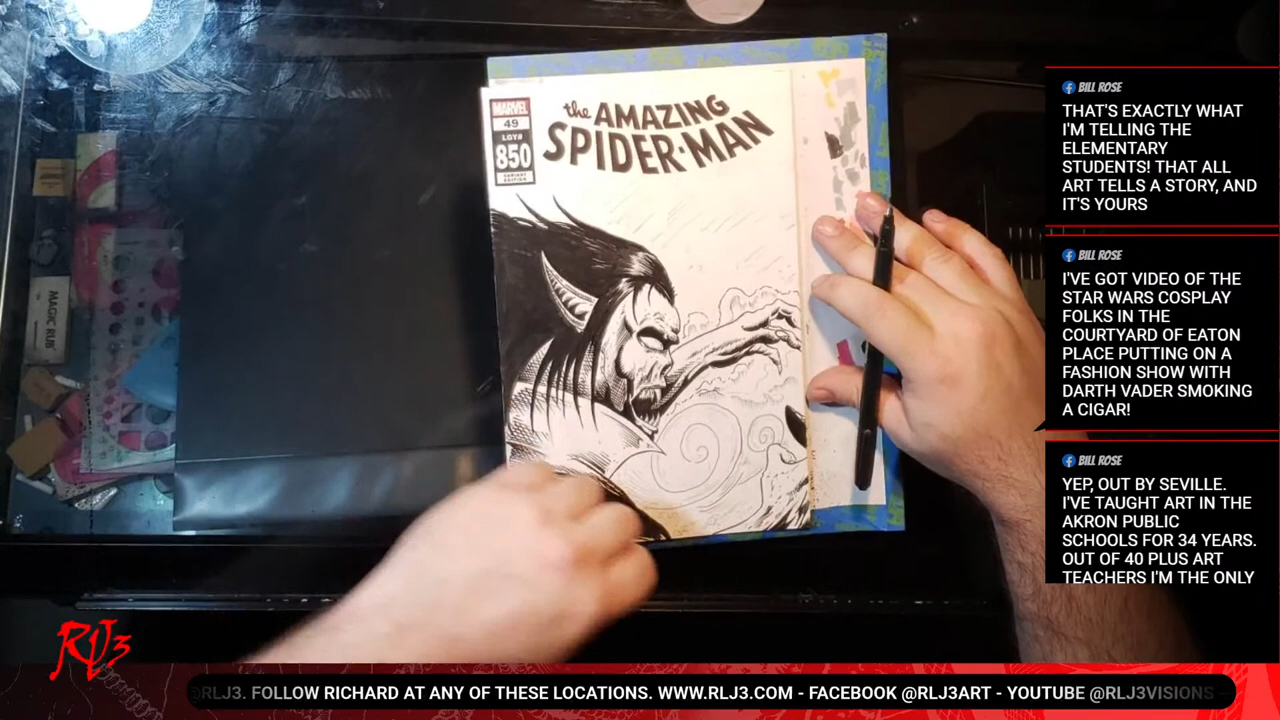 MARVEL
49
LGY#
850
VARIANT
EDITION
the AMAZING
SPIDER-MAN
MAGIC RUB
BILL ROSE
THAT'S EXACTLY WHAT
I'M TELLING THE
ELEMENTARY
STUDENTS! THAT ALL
ART TELLS A STORY, AND
IT'S YOURS
BILL ROSE
I'VE GOT VIDEO OF THE
STAR WARS COSPLAY
FOLKS IN THE
COURTYARD OF EATON
PLACE PUTTING ON A
FASHION SHOW WITH
DARTH VADER SMOKING
A CIGAR!
BILL ROSE
YEP, OUT BY SEVILLE.
I'VE TAUGHT ART IN THE
AKRON PUBLIC
SCHOOLS FOR 34 YEARS.
OUT OF 40 PLUS ART
TEACHERS I'M THE ONLY
RLJ3
@RLJ3. FOLLOW RICHARD AT ANY OF THESE LOCATIONS. WWW.RLJ3.COM - FACEBOOK @RLJ3ART - YOUTUBE @RLJ3VISIONS -